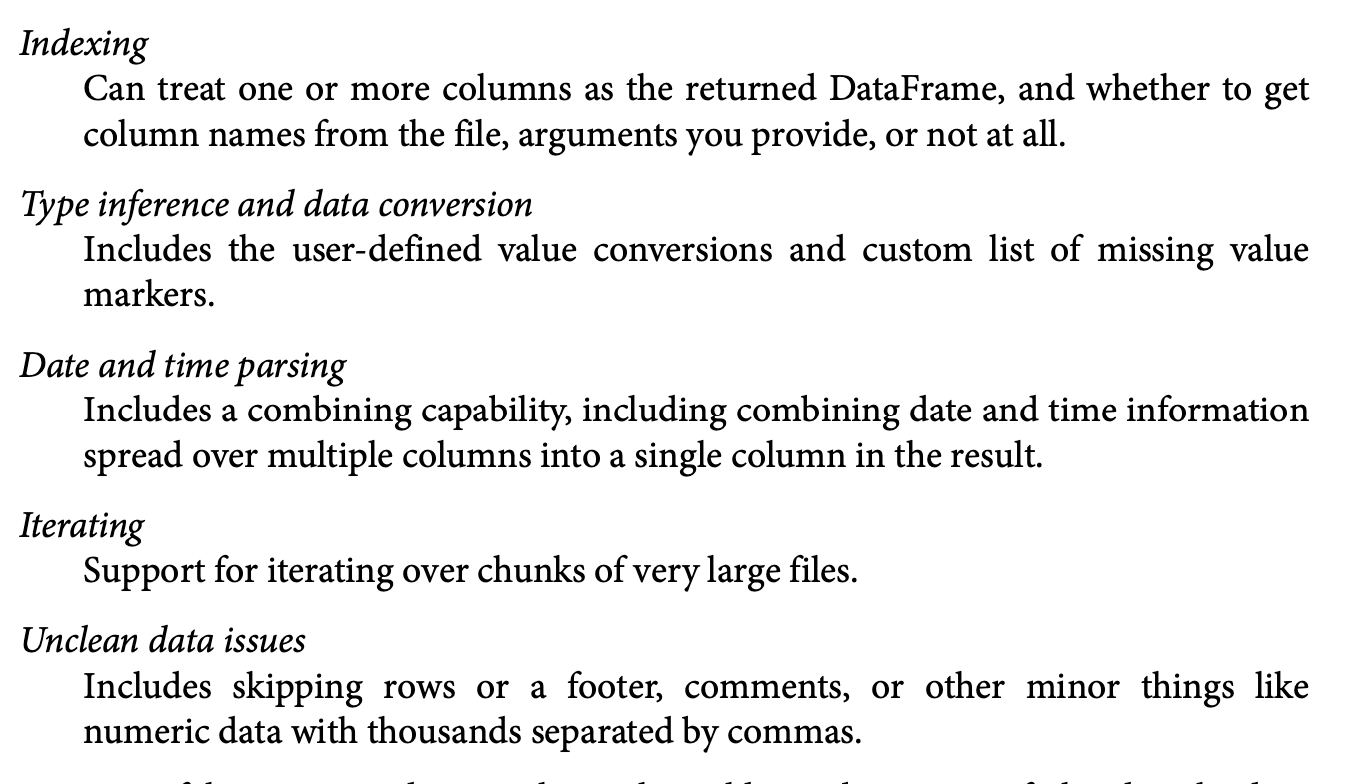 Indexing
Can treat one or more columns as the returned DataFrame, and whether to get
column names from the file, arguments you provide, or not at all.
Type inference and data conversion
Includes the user-defined value conversions and custom list of missing value
markers.
Date and time parsing
Includes a combining capability, including combining date and time information
spread over multiple columns into a single column in the result.
Iterating
Support for iterating over chunks of very large files.
Unclean data issues
Includes skipping rows or a footer, comments, or other minor things like
numeric data with thousands separated by commas.